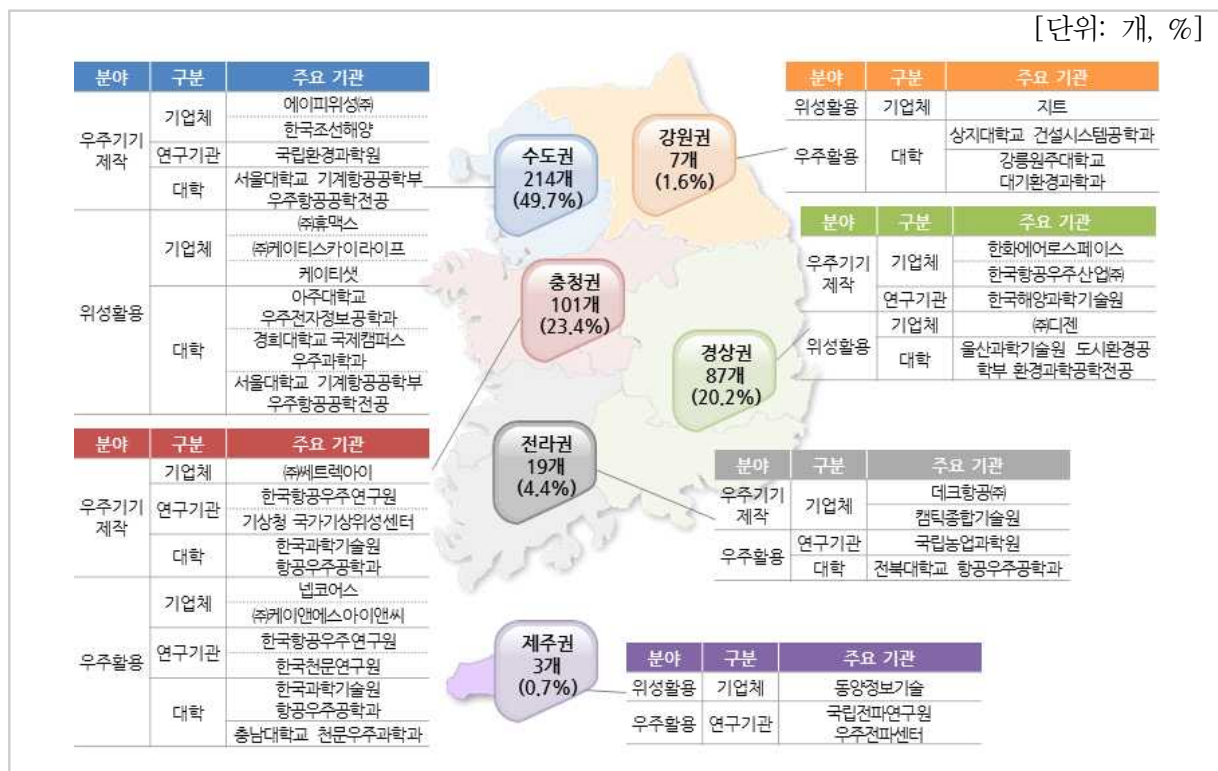 [단위: 개, %]
분야 구분 주요 기관
우주기기
제작
기업체
에이피위성㈜
한국조선해양
연구기관
국립환경과학원
대학
서울대학교 기계항공공학부
우주항공공학전공
위성활용
기업체
㈜휴맥스
㈜케이티스카이라이프
케이티샛
대학
아주대학교
우주전자정보공학과
경희대학교 국제캠퍼스
우주과학과
서울대학교 기계항공공학부
우주항공공학전공
분야 구분 주요 기관
우주기기
제작
기업체
㈜쎄트렉아이
연구기관
한국항공우주연구원
기상청 국가기상위성센터
대학
한국과학기술원
항공우주공학과
우주활용
기업체
넵코어스
㈜케이앤에스아이앤씨
연구기관
한국항공우주연구원
한국천문연구원
대학
한국과학기술원
항공우주공학과
충남대학교 천문우주과학과
수도권
214개
(49.7%)
강원권
7개
(1.6%)
충청권
101개
(23.4%)
경상권
87개
(20.2%)
전라권
19개
(4.4%)
제주권
3개
(0.7%)
분야 구분 주요 기관
위성활용 기업체 지트
우주활용
대학
상지대학교 건설시스템공학과
강릉원주대학교
대기환경과학과
분야 구분 주요 기관
우주기기
제작
기업체
한화에어로스페이스
한국항공우주산업㈜
연구기관
한국해양과학기술원
위성활용
기업체
㈜디젠
대학
울산과학기술원 도시환경공
학부 환경과학공학전공
분야 구분 주요 기관
우주기기
제작
기업체
데크항공㈜
캠틱종합기술원
우주활용
연구기관
국립농업과학원
대학
전북대학교 항공우주공학과
분야 구분 주요 기관
위성활용 기업체 동양정보기술
우주활용 연구기관
국립전파연구원
우주전파센터